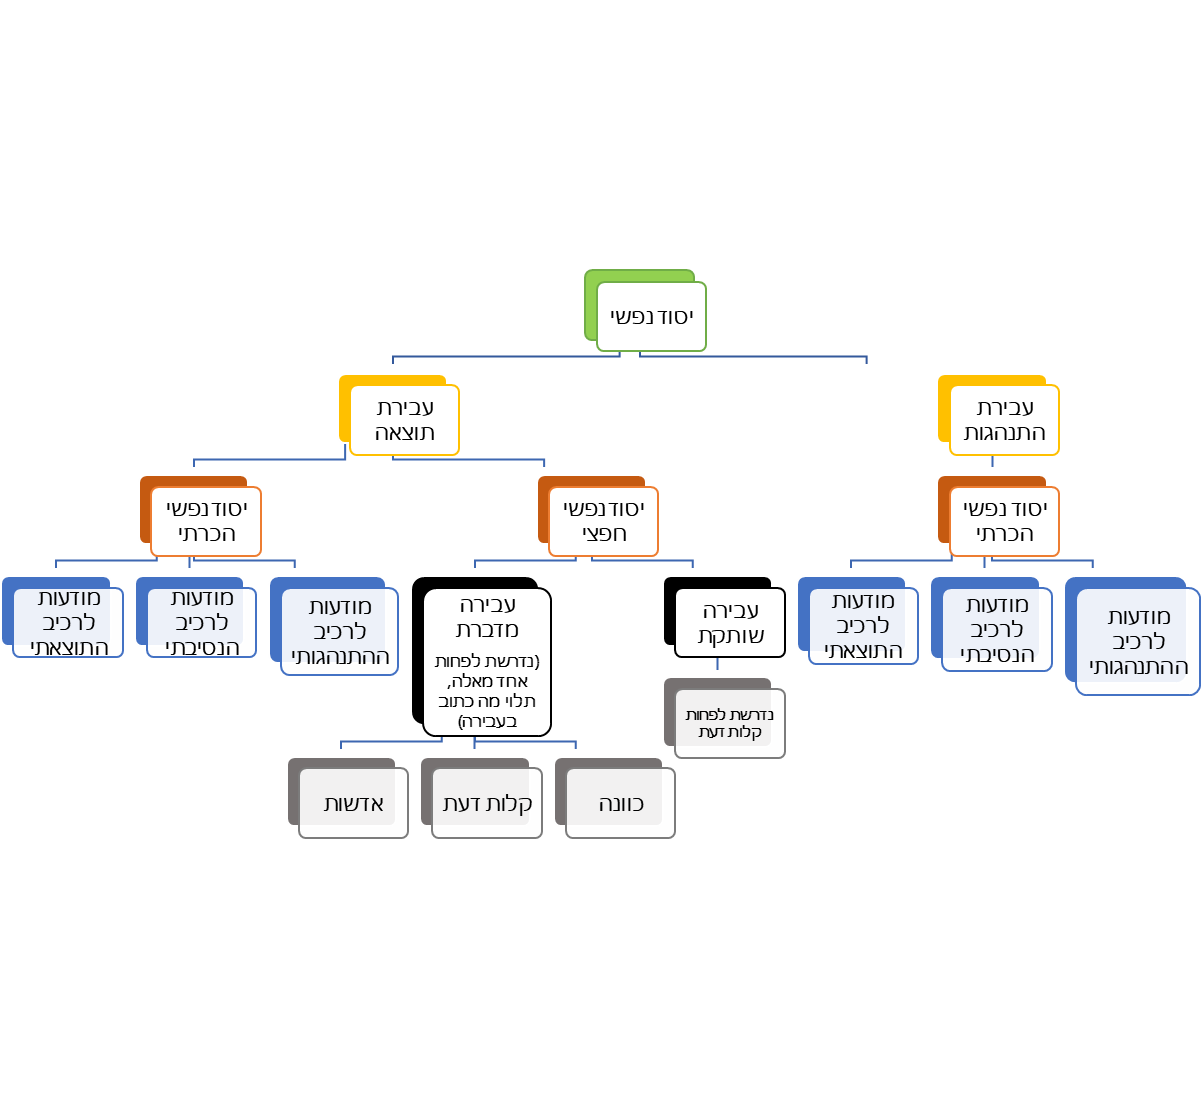 יסוד נפשי
עבירת
התנהגות
עבירת
תוצאה
יסוד נפשי
הכרתי
יסוד נפשי
חפצי
יסוד נפשי
הכרתי
מודעות
לרכיב
ההתנהגותי
מודעות
לרכיב
הנסיבתי
מודעות
לרכיב
התוצאתי
עבירה
שותקת
עבירה
מדברת
(נדרשת לפחות
אחד מאלה,
תלוי מה כתוב
בעבירה)
מודעות
לרכיב
ההתנהגותי
מודעות
לרכיב
הנסיבתי
מודעות
לרכיב
התוצאתי
נדרשת לפחות
קלות דעת
כוונה
קלות דעת
אדשות